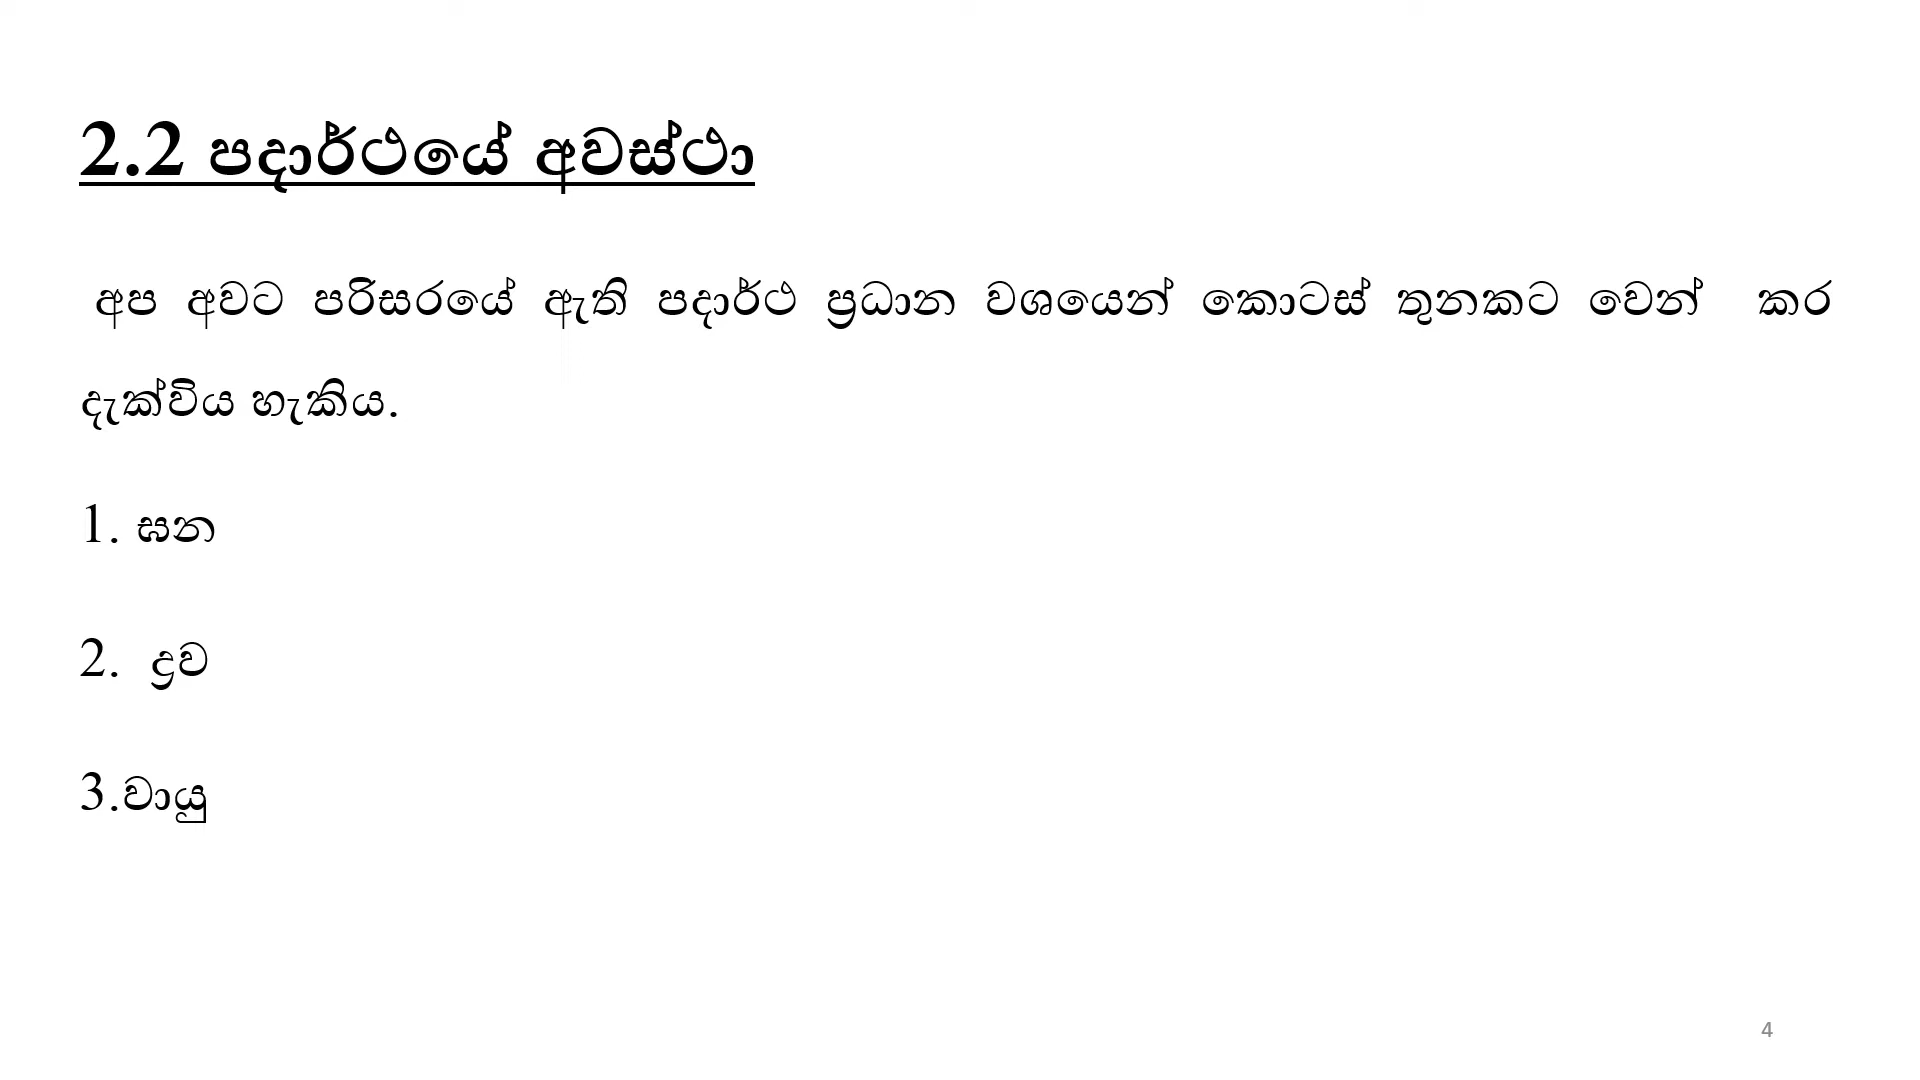 2.2 පදාර්ථයේ අවස්ථා
අප අවට පරිසරයේ ඇති පදාර්ථ ප්‍රධාන වශයෙන් කොටස් තුනකට වෙන් කර
දැක්විය හැකිය.
1. ඝන
2. ද්‍රව
3.වායු
4